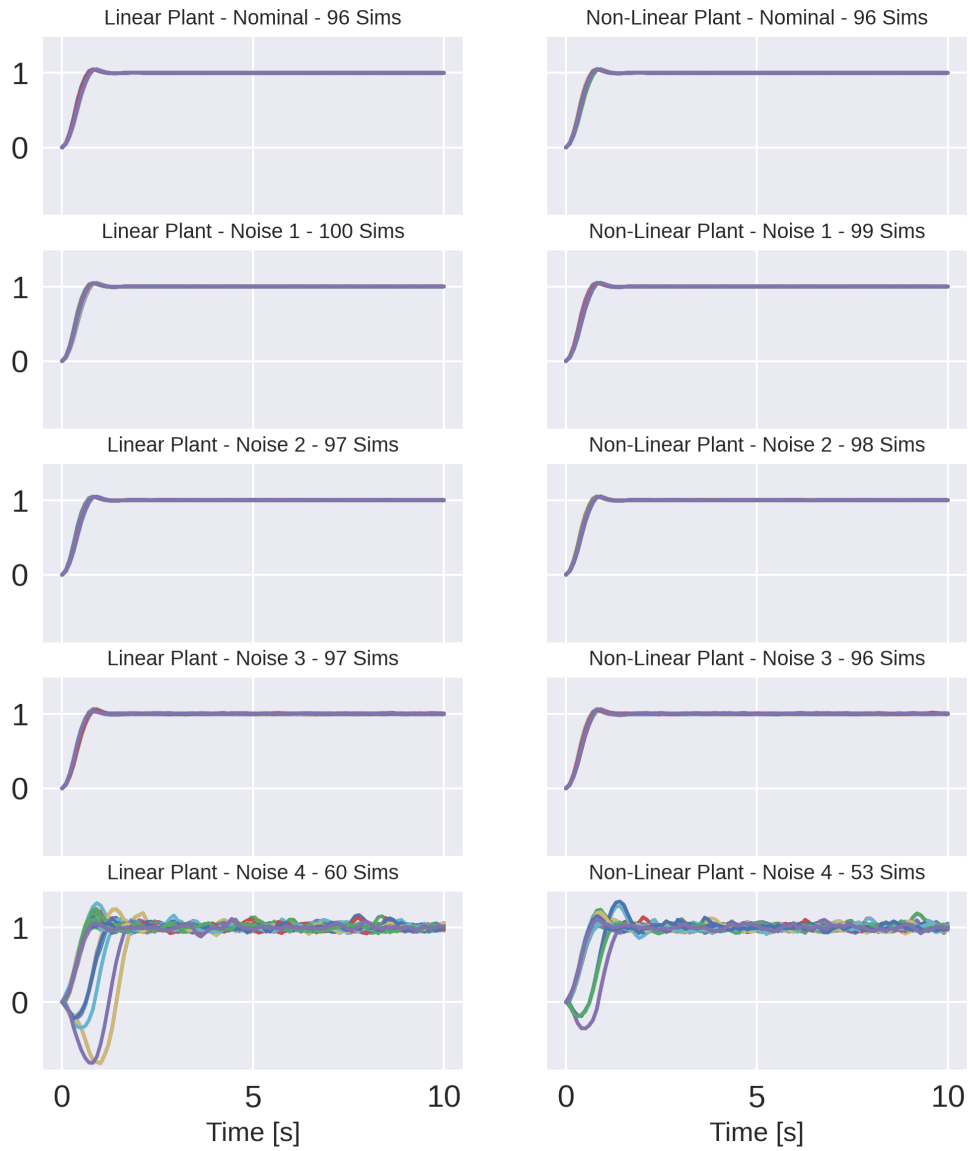 Linear Plant - Nominal - 96 Sims
Non-Linear Plant - Nominal - 96 Sims
1
0
Linear Plant - Noise 1 - 100 Sims
Non-Linear Plant - Noise 1 - 99 Sims
1
0
Linear Plant - Noise 2 - 97 Sims
Non-Linear Plant - Noise 2 - 98 Sims
1
0
Linear Plant - Noise 3 - 97 Sims
Non-Linear Plant - Noise 3 - 96 Sims
1
0
Linear Plant - Noise 4 - 60 Sims
Non-Linear Plant - Noise 4 - 53 Sims
1
0
0 5 10
0 5 10
Time [s]
Time [s]